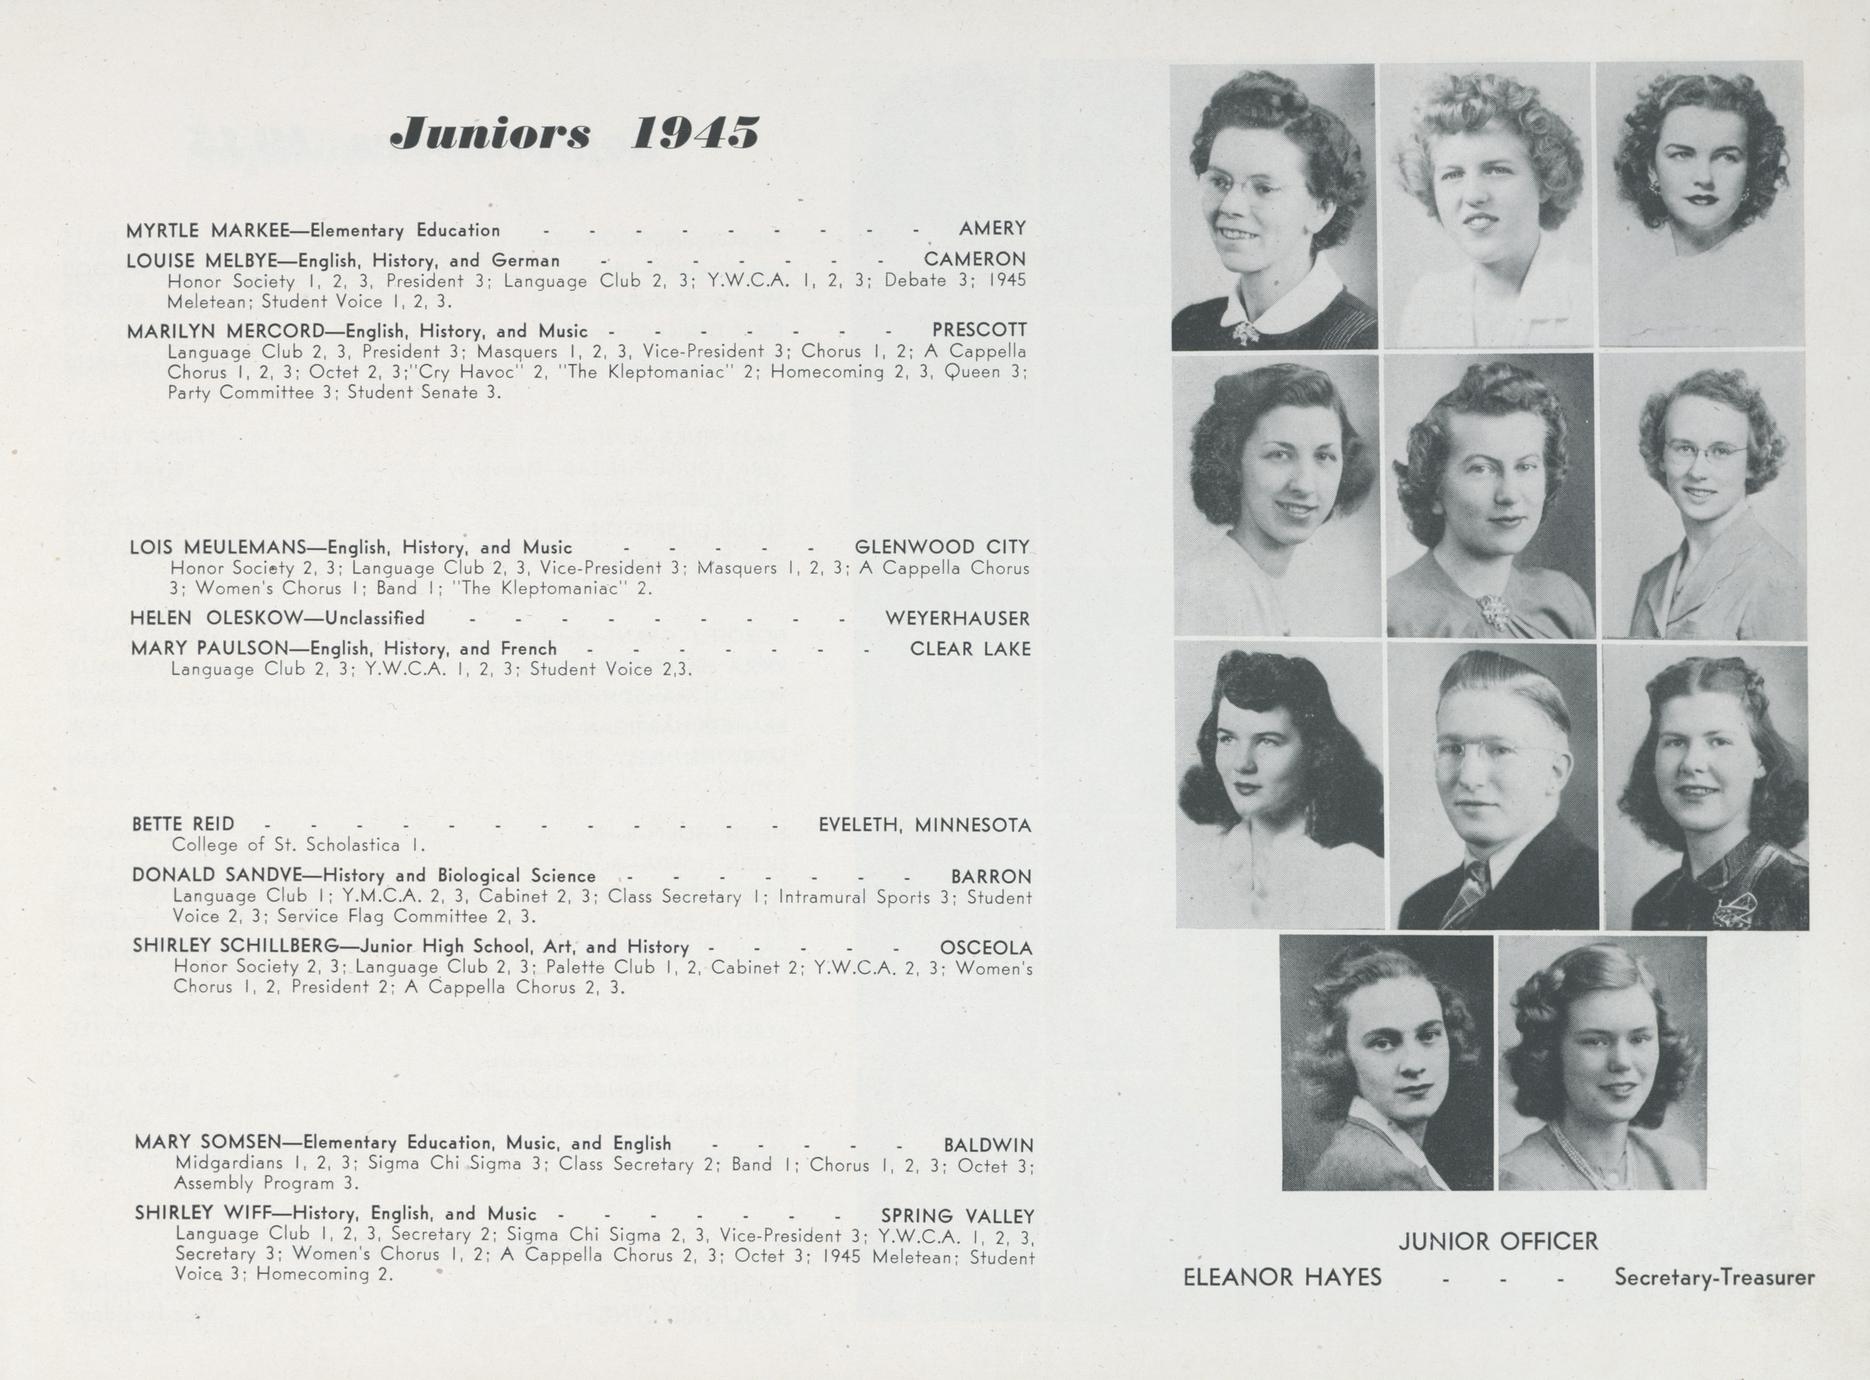 Juniors 1945
MYRTLE MARKEE—Elementary Education - - - - - - - - - AMERY
LOUISE MELBYE—English, History, and German - - - - - - - CAMERON
Honor Society 1, 2, 3, President 3; Language Club 2, 3; Y.W.C.A. 1, 2, 3; Debate 3; 1945
Meletean; Student Voice 1, 2, 3.
MARILYN MERCORD—English, History, and Music - - - - - - - PRESCOTT
Language Club 2, 3, President 3; Masquers 1, 2, 3, Vice-President 3; Chorus 1, 2; A Cappella
Chorus 1, 2, 3; Octet 2, 3;"Cry Havoc" 2, "The Kleptomaniac" 2; Homecoming 2, 3, Queen 3;
Party Committee 3; Student Senate 3.
LOIS MEULEMANS—English, History, and Music - - - - - GLENWOOD CITY
Honor Society 2, 3; Language Club 2, 3, Vice-President 3; Masquers 1, 2, 3; A Cappella Chorus
3; Women's Chorus 1; Band 1; "The Kleptomaniac" 2.
HELEN OLESKOW—Unclassified - - - - - - - - - WEYERHAUSER
MARY PAULSON—English, History, and French - - - - - - - CLEAR LAKE
Language Club 2, 3; Y.W.C.A. 1, 2, 3; Student Voice 2,3.
BETTE REID - - - - - - - - - - - - EVELETH, MINNESOTA
College of St. Scholastica 1.
DONALD SANDVE—History and Biological Science - - - - - - - BARRON
Language Club 1; Y.M.C.A. 2, 3, Cabinet 2, 3; Class Secretary 1; Intramural Sports 3; Student
Voice 2, 3; Service Flag Committee 2, 3.
SHIRLEY SCHILLBERG—Junior High School, Art, and History - - - - - OSCEOLA
Honor Society 2, 3; Language Club 2, 3; Palette Club 1, 2, Cabinet 2; Y.W.C.A. 2, 3; Women's
Chorus 1, 2, President 2; A Cappella Chorus 2, 3.
MARY SOMSEN—Elementary Education, Music, and English - - - - - BALDWIN
Midgardians 1, 2, 3; Sigma Chi Sigma 3; Class Secretary 2; Band 1; Chorus 1, 2, 3; Octet 3;
Assembly Program 3.
SHIRLEY WIFF—History, English, and Music - - - - - - - SPRING VALLEY
Language Club 1, 2, 3, Secretary 2; Sigma Chi Sigma 2, 3, Vice-President 3; Y.W.C.A. 1, 2, 3,
Secretary 3; Women's Chorus 1, 2; A Cappella Chorus 2, 3; Octet 3; 1945 Meletean; Student
Voice 3; Homecoming 2.
JUNIOR OFFICER
ELEANOR HAYES - - - Secretary-Treasurer